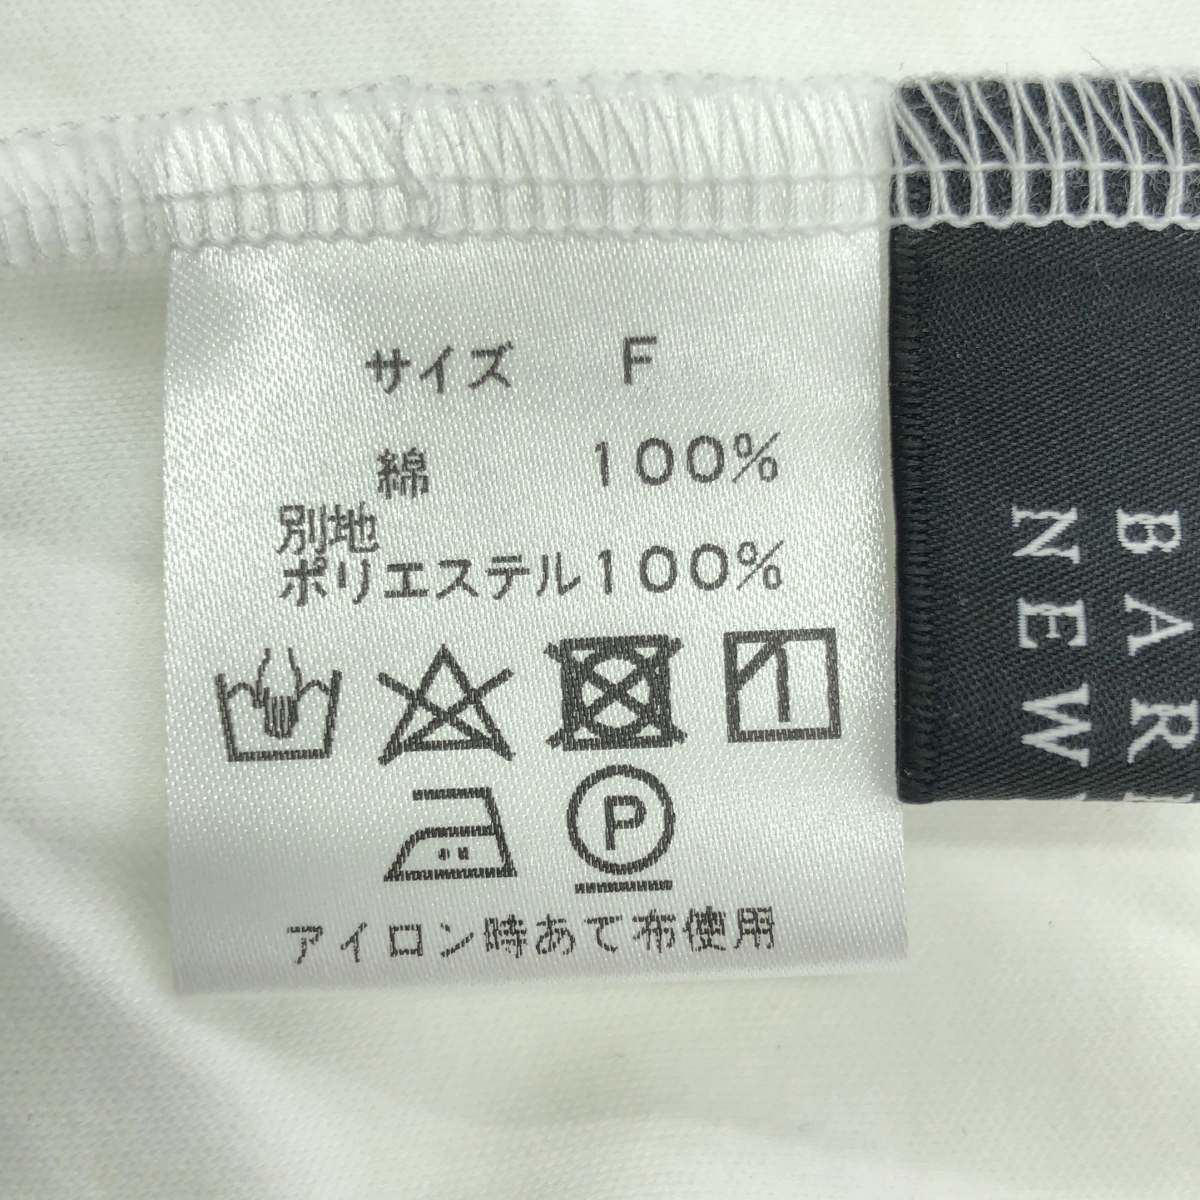 サイズ F
綿 100%
別地
ポリエステル100%
P
アイロン時あて布使用
BAR
NEW